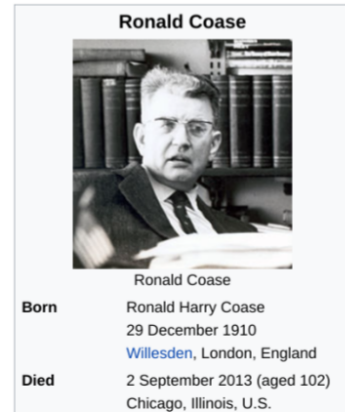 Ronald Coase
Ronald Coase
Born Ronald Harry Coase
29 December 1910
Willesden, London, England
Died 2 September 2013 (aged 102)
Chicago, Illinois, U.S.